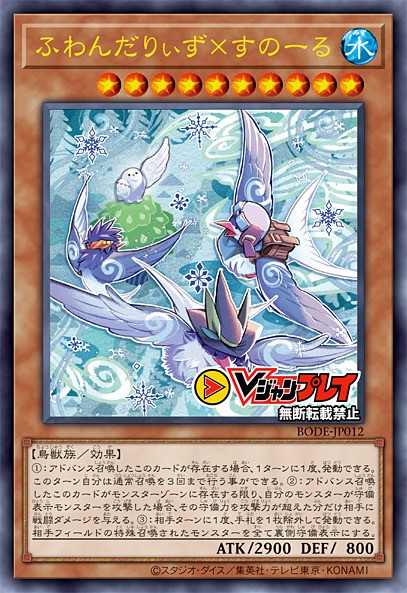 ふわんだりぃず×すのーる
水
Vジャンプレイ
無断転載禁止
BODE-JP012
【鳥獣族／効果】
①：アドバンス召喚したこのカードが存在する場合、1ターンに1度、発動できる。
このターン自分は通常召喚を３回まで行う事ができる。②：アドバンス召喚
したこのカードがモンスターゾーンに存在する限り、自分のモンスターが守備
表示モンスターを攻撃した場合、その守備力を攻撃力が超えた分だけ相手に
戦闘ダメージを与える。③：相手ターンに1度、手札を1枚除外して発動できる。
相手フィールドの特殊召喚されたモンスターを全て裏側守備表示にする。
ATK/2900 DEF/ 800
©スタジオ・ダイス／集英社・テレビ東京・KONAMI